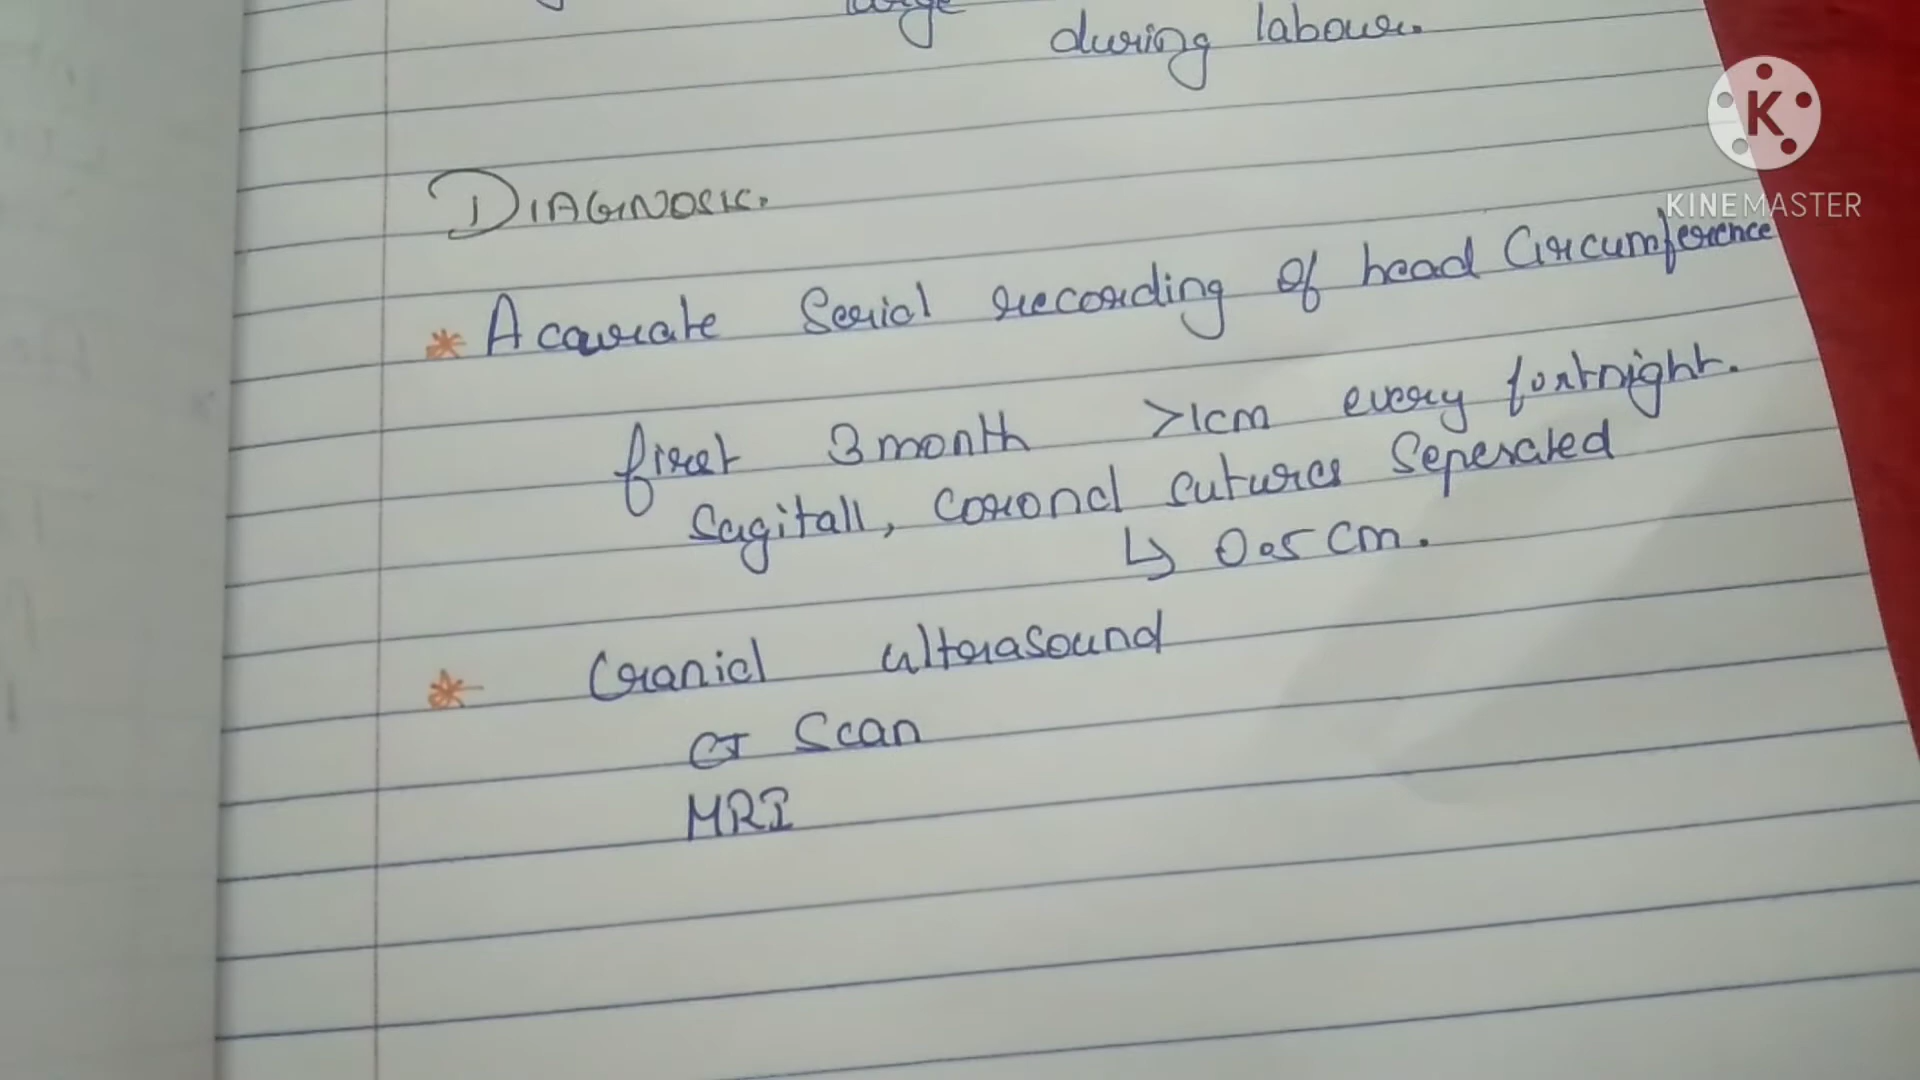 large during labour.
DIAGNOSIS.
* Accurate Serial recording of head Circumference
first 3 month >1cm every fortnight.
Sagitall, coronal sutures Seperated
↳ 0.5 cm.
* Cranial ultrasound
CT Scan
MRI
K
KINEMASTER